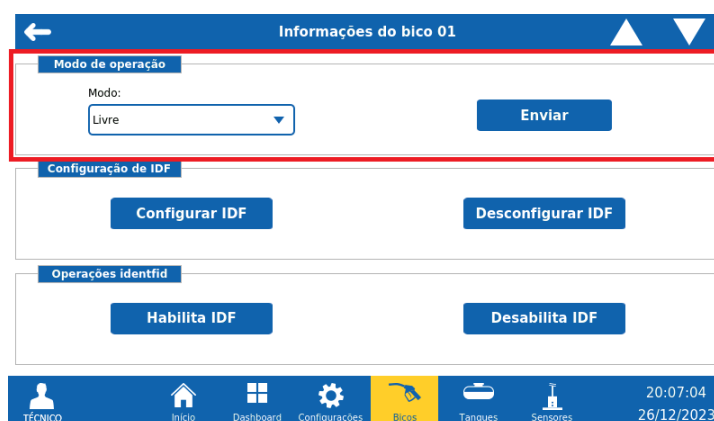 Informações do bico 01
Modo de operação
Modo:
Livre
Enviar
Configuração de IDF
Configurar IDF
Desconfigurar IDF
Operações identfid
Habilita IDF
Desabilita IDF
TÉCNICO
Início
Dashboard
Configurações
Bicos
Tanques
Sensores
20:07:04
26/12/2023